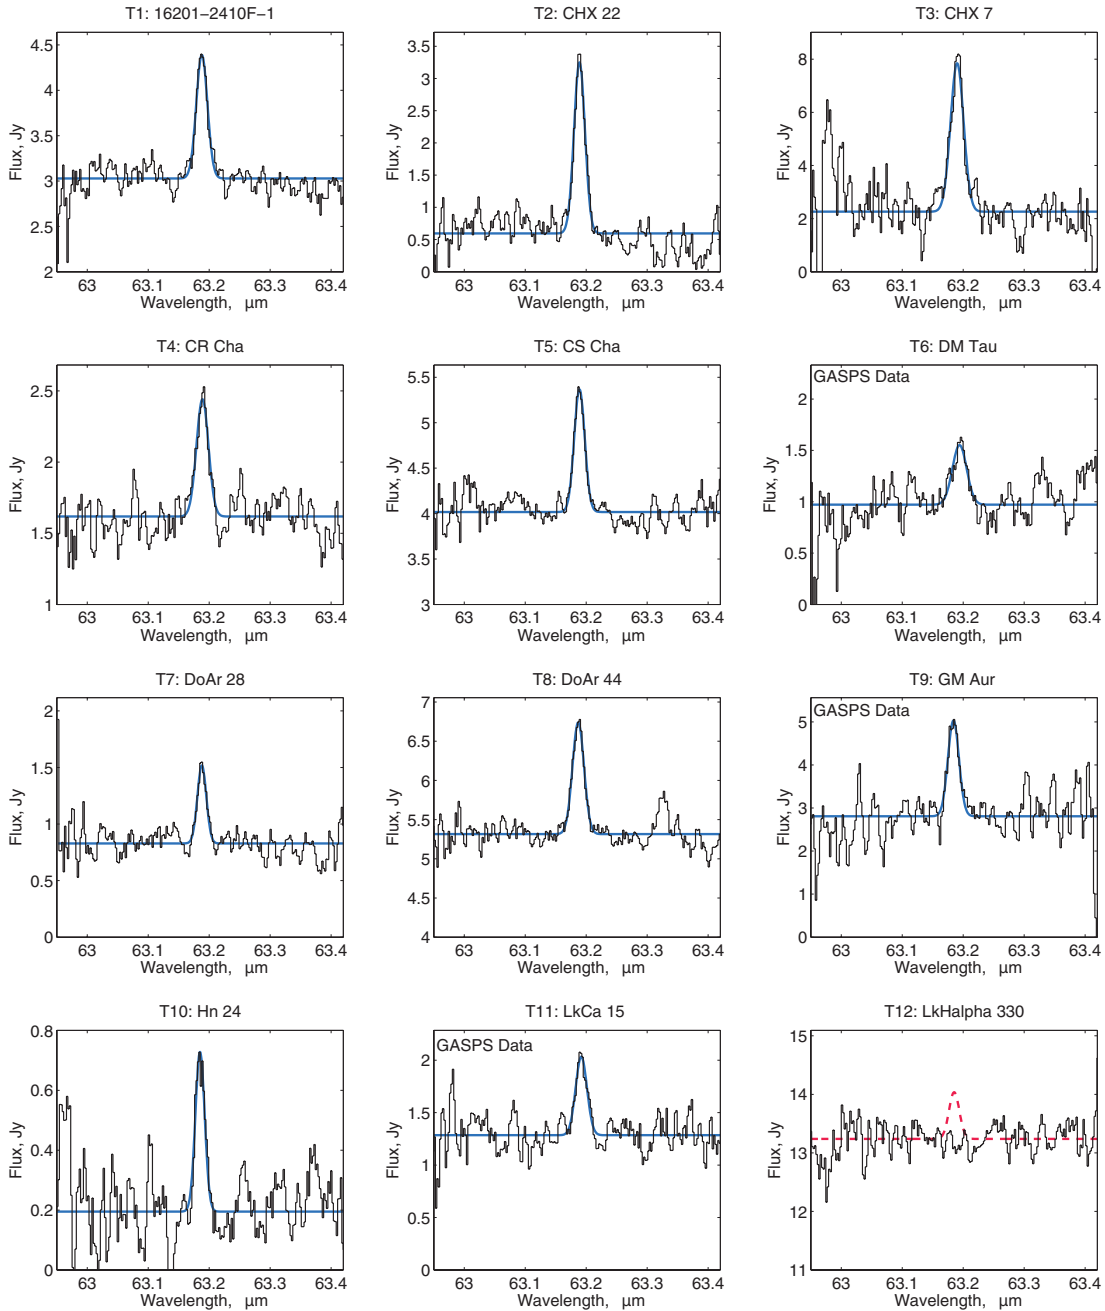 T1: 16201−2410F−1
4.5
4
3.5
3
2.5
2
Flux, Jy
63 63.1 63.2 63.3 63.4
Wavelength, μm
T2: CHX 22
3.5
3
2.5
2
1.5
1
0.5
0
Flux, Jy
63 63.1 63.2 63.3 63.4
Wavelength, μm
T3: CHX 7
8
6
4
2
0
Flux, Jy
63 63.1 63.2 63.3 63.4
Wavelength, μm
T4: CR Cha
2.5
2
1.5
1
Flux, Jy
63 63.1 63.2 63.3 63.4
Wavelength, μm
T5: CS Cha
5.5
5
4.5
4
3.5
3
Flux, Jy
63 63.1 63.2 63.3 63.4
Wavelength, μm
T6: DM Tau
GASPS Data
2
1.5
1
0.5
0
Flux, Jy
63 63.1 63.2 63.3 63.4
Wavelength, μm
T7: DoAr 28
2
1.5
1
0.5
0
Flux, Jy
63 63.1 63.2 63.3 63.4
Wavelength, μm
T8: DoAr 44
7
6.5
6
5.5
5
4.5
4
Flux, Jy
63 63.1 63.2 63.3 63.4
Wavelength, μm
T9: GM Aur
GASPS Data
5
4
3
2
1
0
Flux, Jy
63 63.1 63.2 63.3 63.4
Wavelength, μm
T10: Hn 24
0.8
0.6
0.4
0.2
0
Flux, Jy
63 63.1 63.2 63.3 63.4
Wavelength, μm
T11: LkCa 15
GASPS Data
2
1.5
1
0.5
0
Flux, Jy
63 63.1 63.2 63.3 63.4
Wavelength, μm
T12: LkHalpha 330
15
14
13
12
11
Flux, Jy
63 63.1 63.2 63.3 63.4
Wavelength, μm